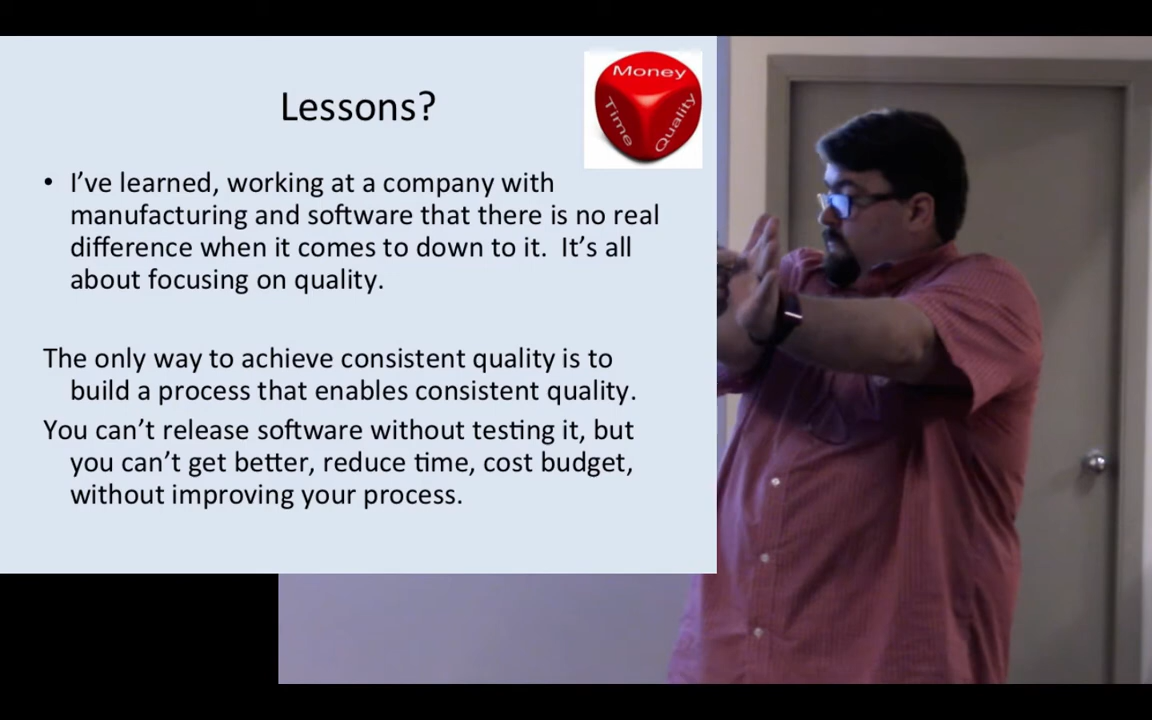 Money
Time
Quality
Lessons?
• I’ve learned, working at a company with
manufacturing and software that there is no real
difference when it comes to down to it.  It’s all
about focusing on quality.
The only way to achieve consistent quality is to
build a process that enables consistent quality.
You can’t release software without testing it, but
you can’t get better, reduce time, cost budget,
without improving your process.